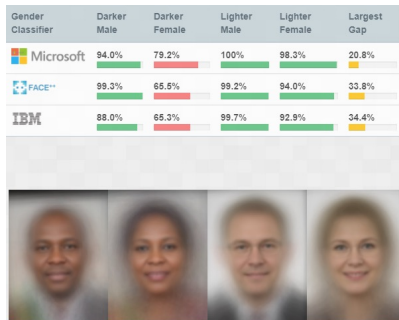 Gender Classifier Darker Male Darker Female Lighter Male Lighter Female Largest Gap
Microsoft 94.0% 79.2% 100% 98.3% 20.8%
FACE++ 99.3% 65.5% 99.2% 94.0% 33.8%
IBM 88.0% 65.3% 99.7% 92.9% 34.4%